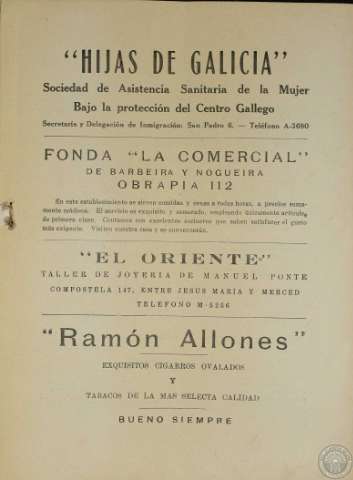 "HIJAS DE GALICIA"
Sociedad de Asistencia Sanitaria de la Mujer
Bajo la protección del Centro Gallego
Secretaría y Delegación de Inmigración: San Pedro 6. — Teléfono A-3680
FONDA "LA COMERCIAL"
DE BARBEIRA Y NOGUEIRA
OBRAPIA 112
En este establecimiento se sirven comidas y cenas a todas horas, a precios suma-
mente módicos. El servicio es exquisito y esmerado, empleando únicamente artículos
de primera clase. Contamos con excelentes cocineros que saben satisfacer el gusto
más exigente. Visiten nuestra casa y se convencerán.
"EL ORIENTE"
TALLER DE JOYERIA DE MANUEL PONTE
COMPOSTELA 147, ENTRE JESUS MARIA Y MERCED
TELEFONO M-5256
"Ramón Allones"
EXQUISITOS CIGARROS OVALADOS
Y
TABACOS DE LA MAS SELECTA CALIDAD
BUENO SIEMPRE